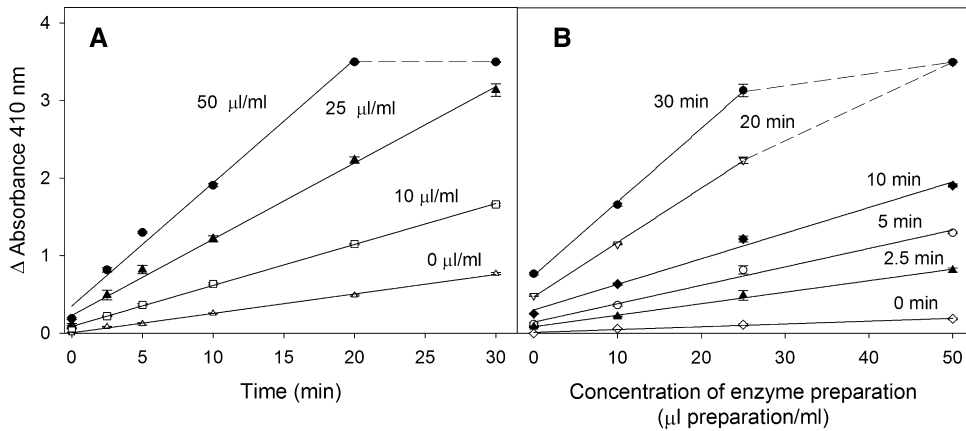 A
B
Δ Absorbance 410 nm
4
3
2
1
0
50 μl/ml
25 μl/ml
10 μl/ml
0 μl/ml
30 min
20 min
10 min
5 min
2.5 min
0 min
0 5 10 15 20 25 30
0 10 20 30 40 50
Time (min)
Concentration of enzyme preparation
(μl preparation/ml)